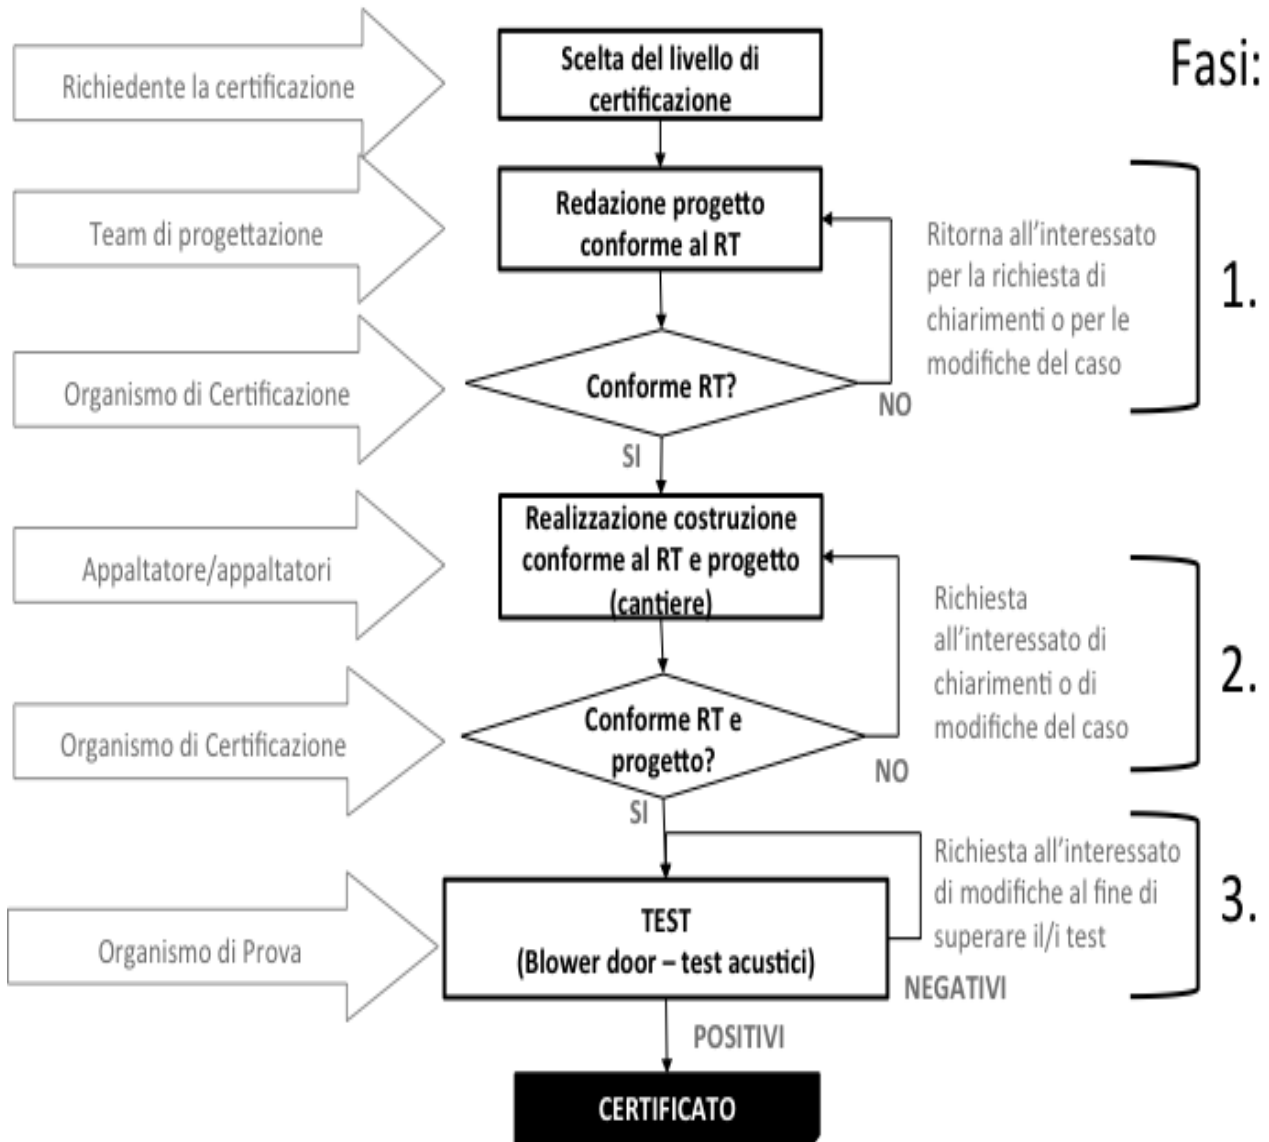 Fasi:
Richiedente la certificazione
Scelta del livello di
certificazione
Team di progettazione
Redazione progetto
conforme al RT
Ritorna all’interessato
per la richiesta di
chiarimenti o per le
modifiche del caso
1.
Organismo di Certificazione
Conforme RT?
NO
SI
Appaltatore/appaltatori
Realizzazione costruzione
conforme al RT e progetto
(cantiere)
Richiesta
all’interessato di
chiarimenti o di
modifiche del caso
2.
Organismo di Certificazione
Conforme RT e
progetto?
NO
SI
Organismo di Prova
TEST
(Blower door – test acustici)
Richiesta all’interessato
di modifiche al fine di
superare il/i test
3.
NEGATIVI
POSITIVI
CERTIFICATO